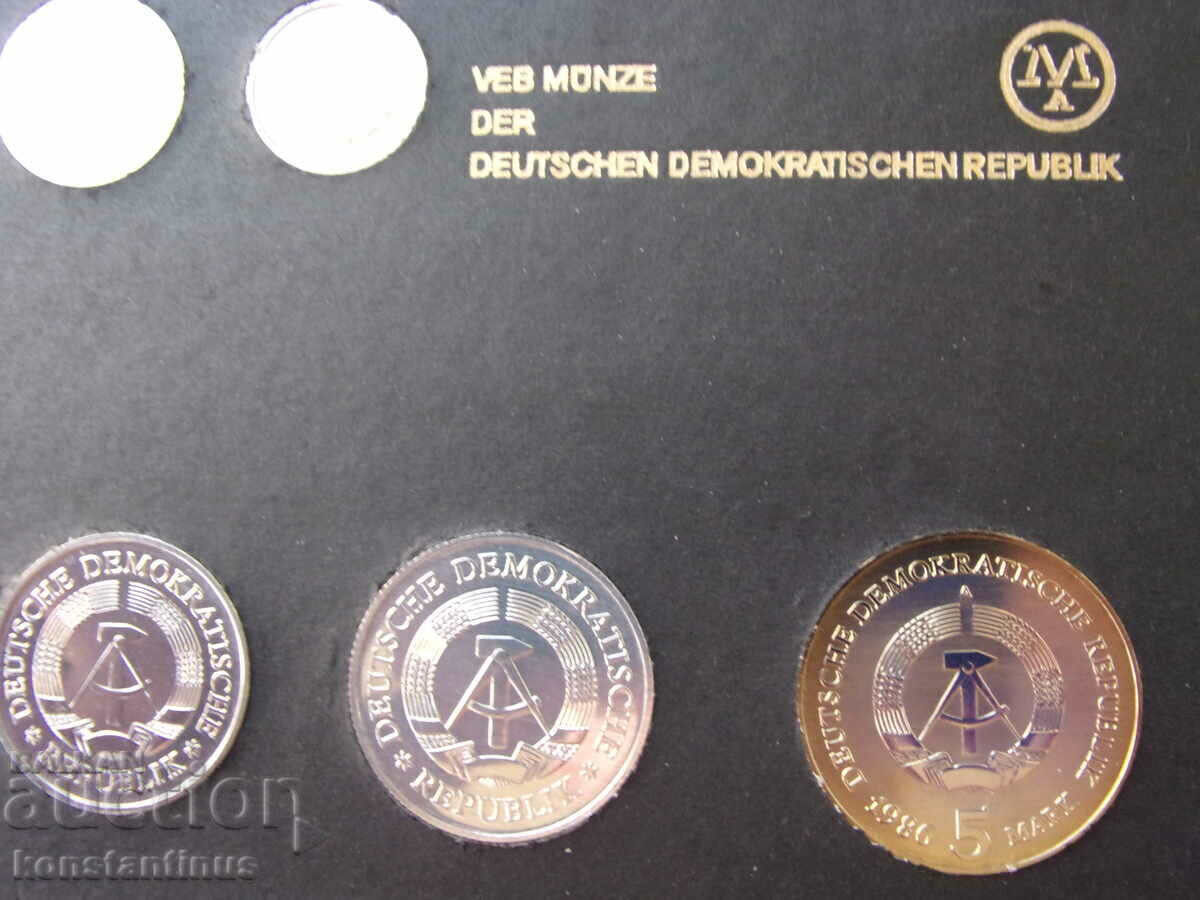 VEB MÜNZE
DER
DEUTSCHEN DEMOKRATISCHEN REPUBLIK
M
A
* DEUTSCHE DEMOKRATISCHE *
REPUBLIK
* DEUTSCHE DEMOKRATISCHE *
REPUBLIK
A
DEUTSCHE DEMOKRATISCHE REPUBLIK
1986
5 MARK
BALKAN
auction
konstantinus